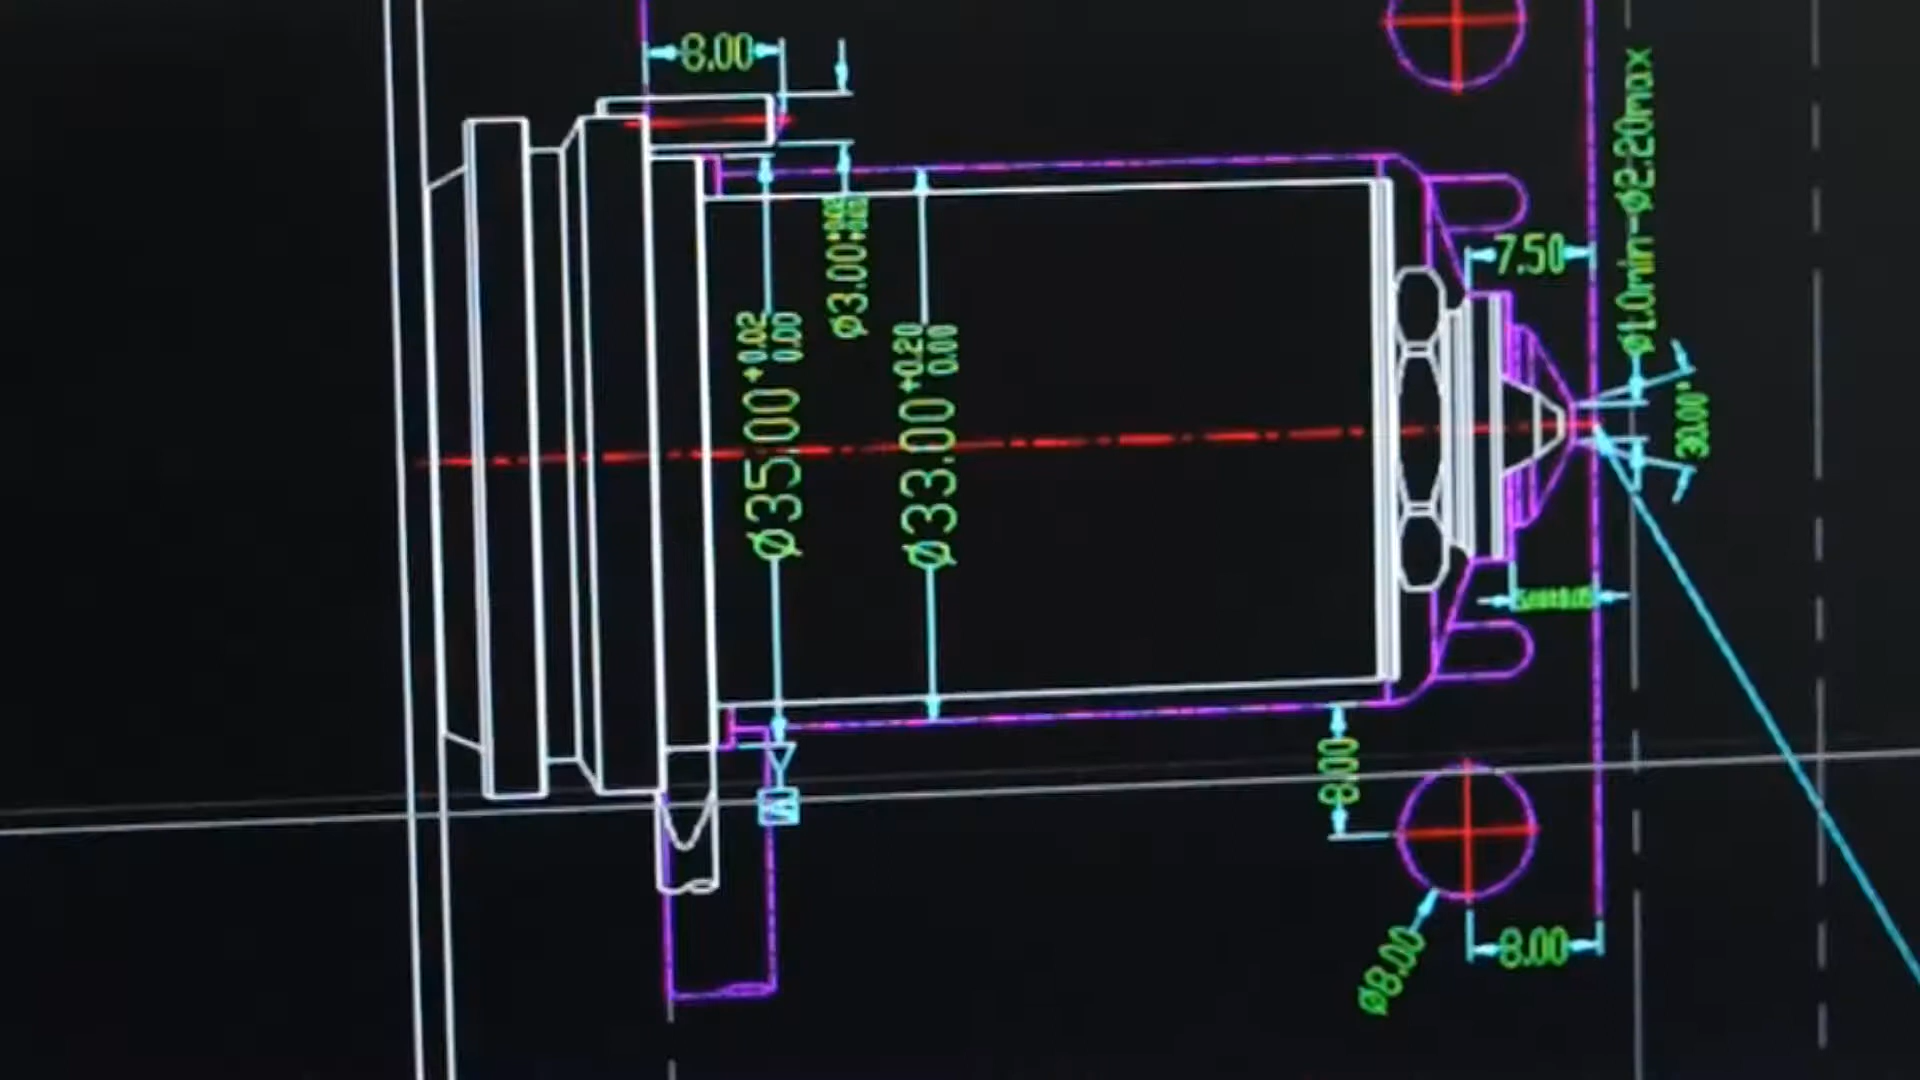 8.00
ø1.0min-ø2.20max
7.50
ø3.00
ø35.00 +0.02 0.00
ø33.00 +0.20 0.00
30.00°
8.00
ø8.00
8.00